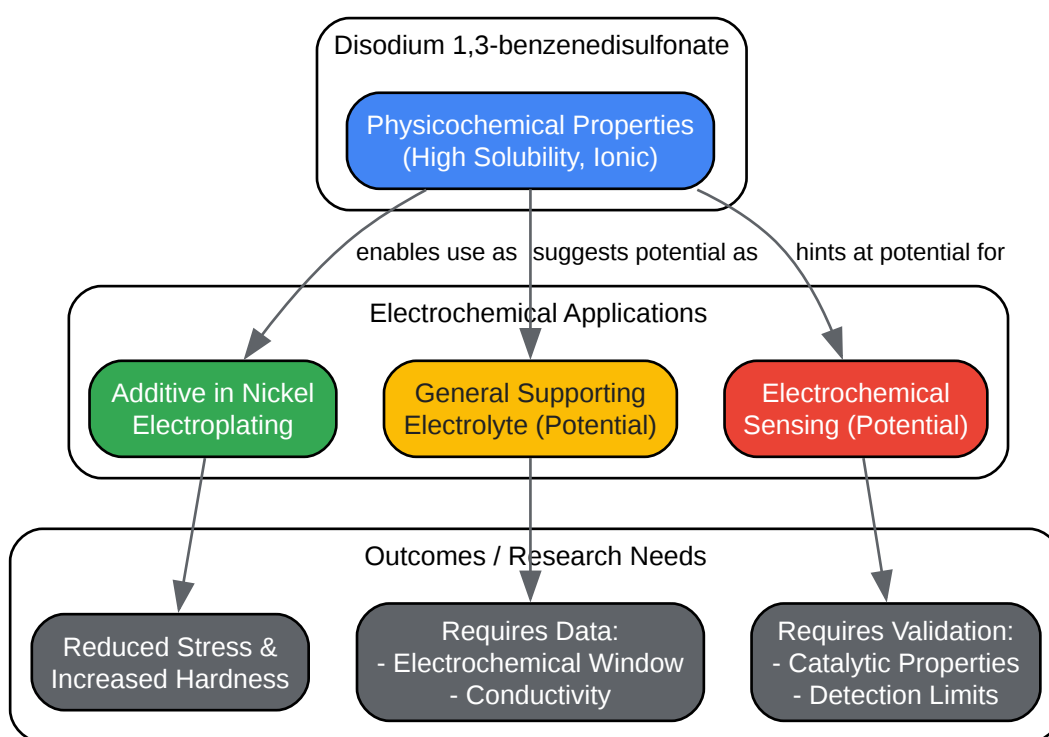 Disodium 1,3-benzenedisulfonate
Physicochemical Properties
(High Solubility, Ionic)
enables use as
suggests potential as
hints at potential for
Electrochemical Applications
Additive in Nickel
Electroplating
General Supporting
Electrolyte (Potential)
Electrochemical
Sensing (Potential)
Outcomes / Research Needs
Reduced Stress &
Increased Hardness
Requires Data:
- Electrochemical Window
- Conductivity
Requires Validation:
- Catalytic Properties
- Detection Limits